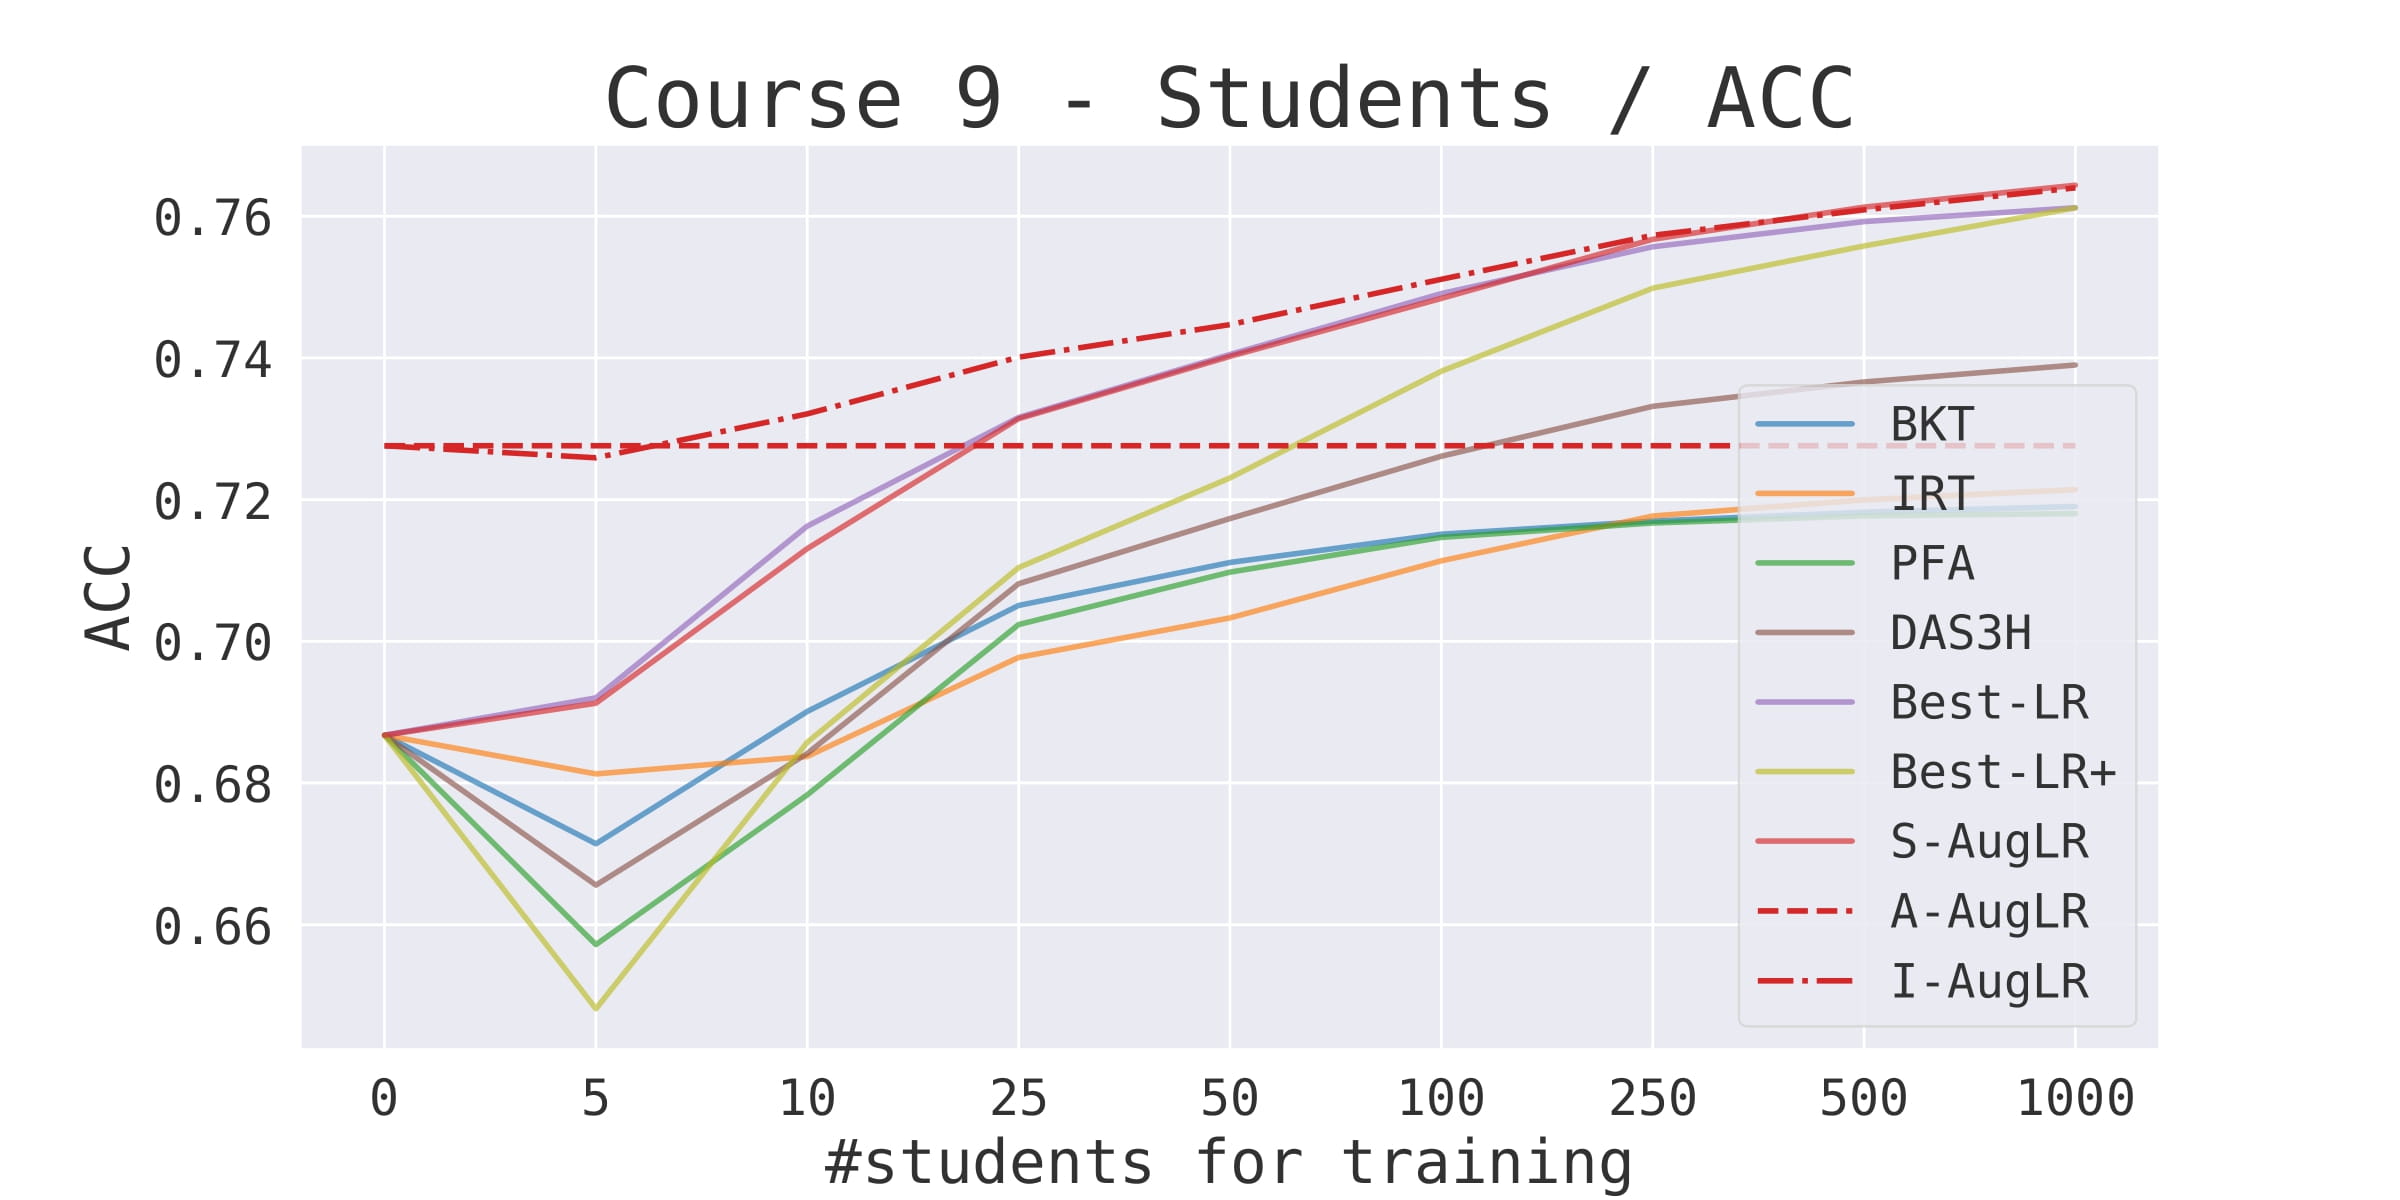 Course 9 - Students / ACC
ACC
0.76
0.74
0.72
0.70
0.68
0.66
BKT
IRT
PFA
DAS3H
Best-LR
Best-LR+
S-AugLR
A-AugLR
I-AugLR
0 5 10 25 50 100 250 500 1000
#students for training